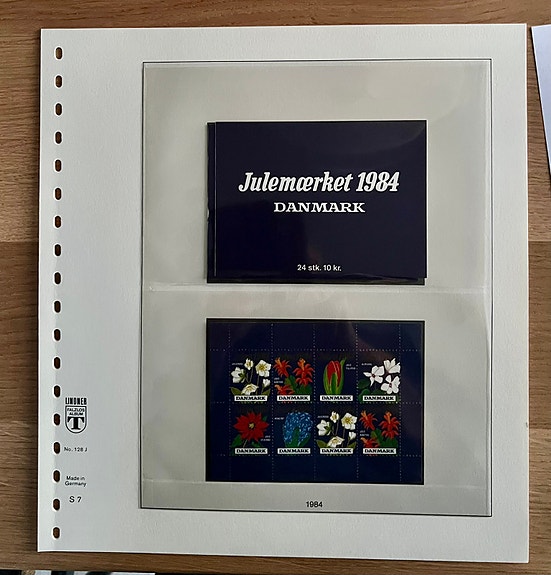 Julemærket 1984
DANMARK
24 stk. 10 kr.
DANMARK DANMARK DANMARK DANMARK
DANMARK DANMARK DANMARK DANMARK
LINDNER
FALZLOS
ALBUM
T
No. 128 J
Made in
Germany
S 7
1984